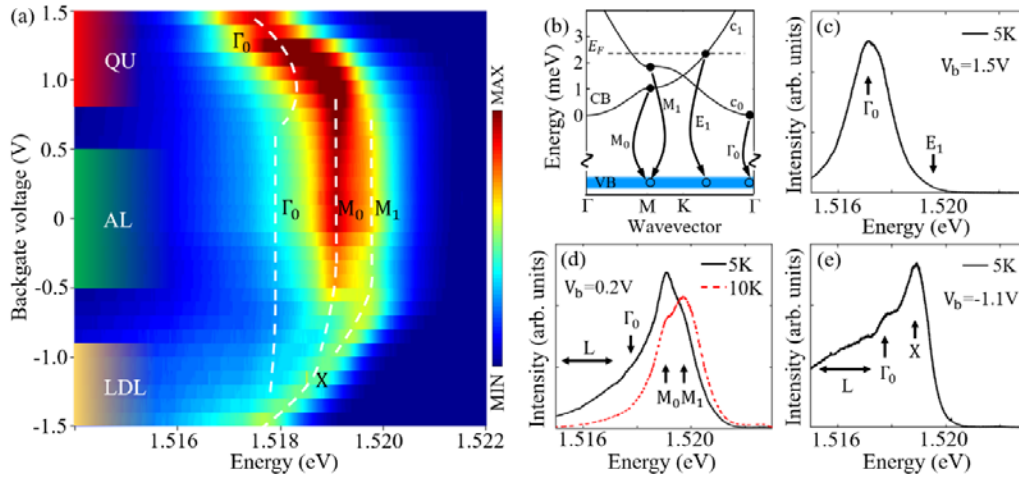 (a)
1.5
1.0
0.5
0
-0.5
-1.0
-1.5
Backgate voltage (V)
QU
AL
LDL
Γ₀
Γ₀
M₀
M₁
X
1.516
1.518
1.520
1.522
Energy (eV)
MAX
MIN
(b)
Energy (meV)
3
2
1
0
E_F
CB
c₁
c₀
M₀
M₁
E₁
Γ₀
VB
Γ
M
K
Γ
Wavevector
(c)
5K
V_b=1.5V
Γ₀
E₁
Intensity (arb. units)
1.516
1.520
Energy (eV)
(d)
5K
10K
V_b=0.2V
Γ₀
L
M₀
M₁
Intensity (arb. units)
1.516
1.520
Energy (eV)
(e)
5K
V_b=-1.1V
X
L
Γ₀
Intensity (arb. units)
1.516
1.520
Energy (eV)